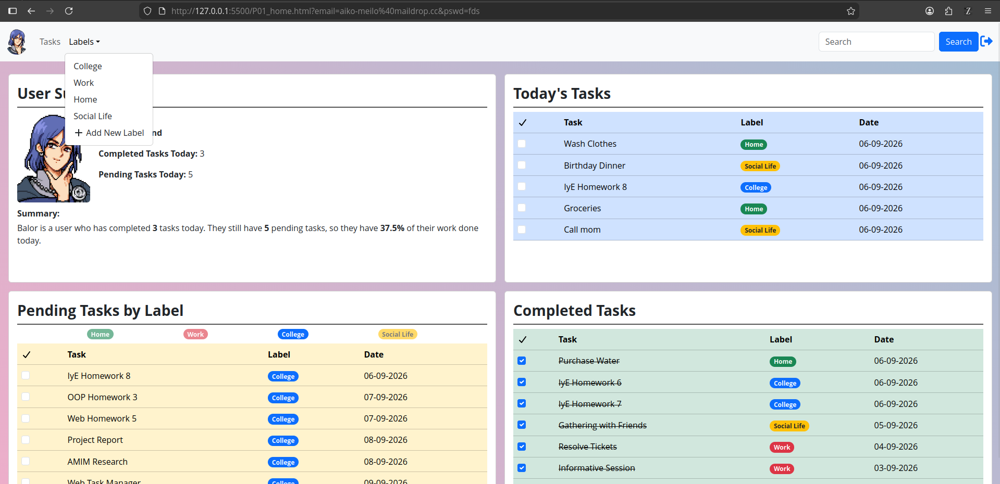 http://127.0.0.1:5500/P01_home.html?email=aiko-meilo%40maildrop.cc&pswd=fds
Tasks Labels Search Search
College
Work
Home
Social Life
+ Add New Label
User Su
nd
Completed Tasks Today: 3
Pending Tasks Today: 5
Summary:
Balor is a user who has completed 3 tasks today. They still have 5 pending tasks, so they have 37.5% of their work done
today.
Today's Tasks
✓ Task Label Date
Wash Clothes Home 06-09-2026
Birthday Dinner Social Life 06-09-2026
IyE Homework 8 College 06-09-2026
Groceries Home 06-09-2026
Call mom Social Life 06-09-2026
Pending Tasks by Label
Home Work College Social Life
✓ Task Label Date
IyE Homework 8 College 06-09-2026
OOP Homework 3 College 07-09-2026
Web Homework 5 College 07-09-2026
Project Report College 08-09-2026
AMIM Research College 08-09-2026
Web Task Manager College 09-09-2026
Completed Tasks
✓ Task Label Date
Purchase Water Home 06-09-2026
IyE Homework 6 College 06-09-2026
IyE Homework 7 College 06-09-2026
Gathering with Friends Social Life 05-09-2026
Resolve Tickets Work 04-09-2026
Informative Session Work 03-09-2026